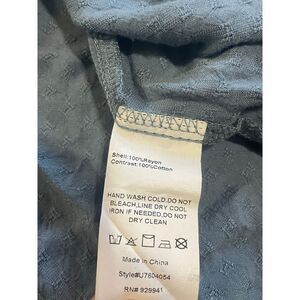 Shell:100%Rayon
Contrast:100%Cotton
HAND WASH COLD.DO NOT
BLEACH,LINE DRY COOL
IRON IF NEEDED,DO NOT
DRY CLEAN
Made in China
Style#U7604054
RN# 929941